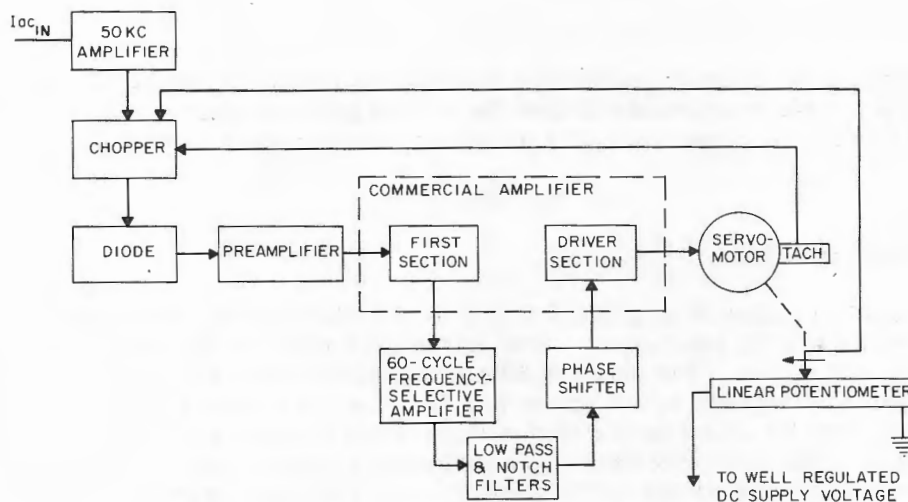 IacIN
50 KC
AMPLIFIER
CHOPPER
COMMERCIAL AMPLIFIER
DIODE
PREAMPLIFIER
FIRST
SECTION
DRIVER
SECTION
SERVO-
MOTOR
TACH
60-CYCLE
FREQUENCY-
SELECTIVE
AMPLIFIER
PHASE
SHIFTER
LINEAR POTENTIOMETER
LOW PASS
& NOTCH
FILTERS
TO WELL REGULATED
DC SUPPLY VOLTAGE